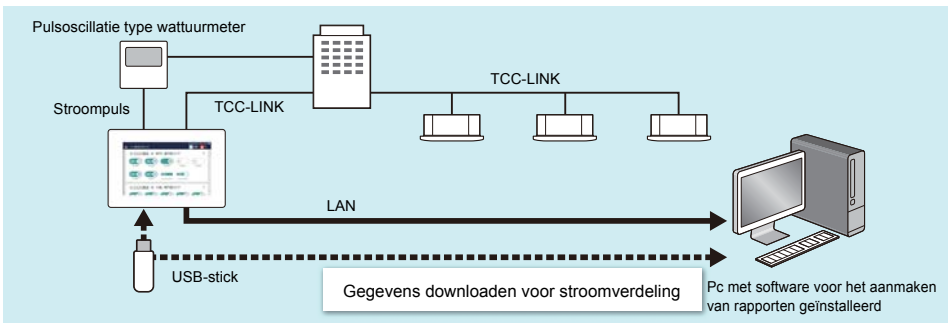 Pulsoscillatie type wattuurmeter
TCC-LINK
Stroompuls
TCC-LINK
LAN
USB-stick
Gegevens downloaden voor stroomverdeling
Pc met software voor het aanmaken
van rapporten geïnstalleerd